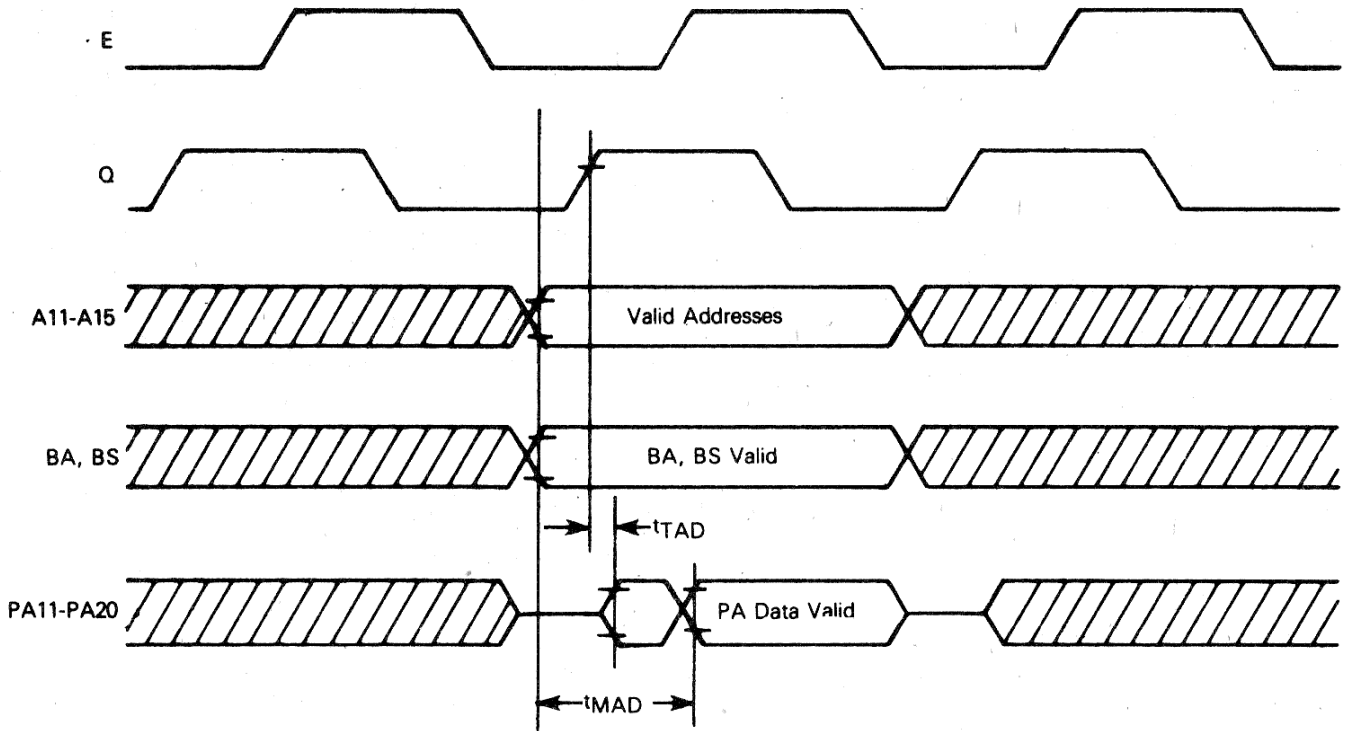 E
Q
A11-A15
Valid Addresses
BA, BS
BA, BS Valid
tTAD
PA11-PA20
PA Data Valid
tMAD